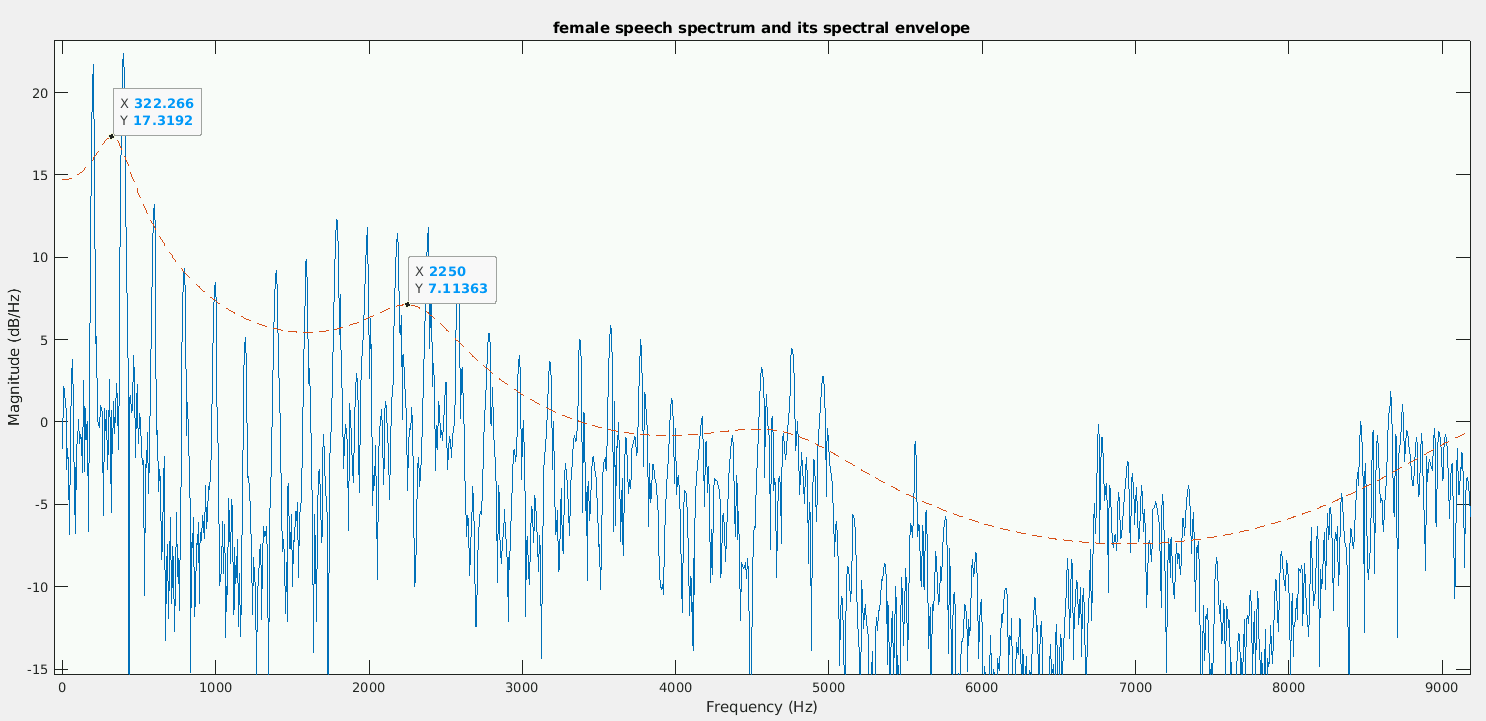 female speech spectrum and its spectral envelope
20
15
10
5
0
-5
-10
-15
Magnitude (dB/Hz)
X 322.266
Y 17.3192
X 2250
Y 7.11363
0 1000 2000 3000 4000 5000 6000 7000 8000 9000
Frequency (Hz)